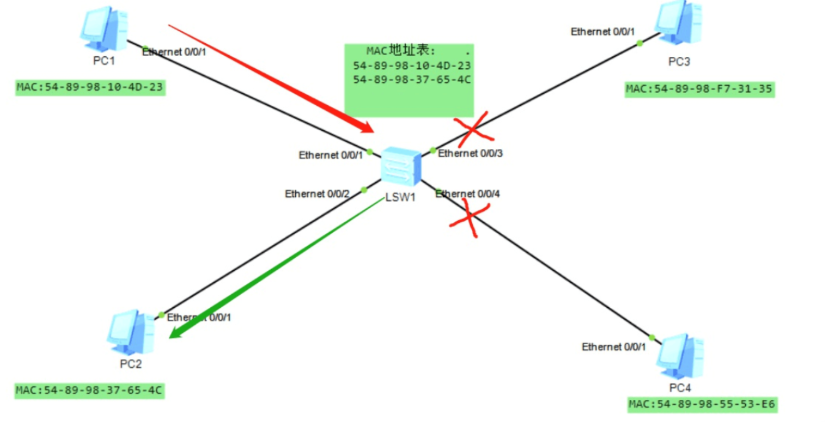 Ethernet 0/0/1
PC1
MAC:54-89-98-10-4D-23
MAC地址表:
54-89-98-10-4D-23
54-89-98-37-65-4C
Ethernet 0/0/1
PC3
MAC:54-89-98-F7-31-35
Ethernet 0/0/1
Ethernet 0/0/3
Ethernet 0/0/2
LSW1
Ethernet 0/0/4
Ethernet 0/0/1
PC2
MAC:54-89-98-37-65-4C
Ethernet 0/0/1
PC4
MAC:54-89-98-55-53-E6